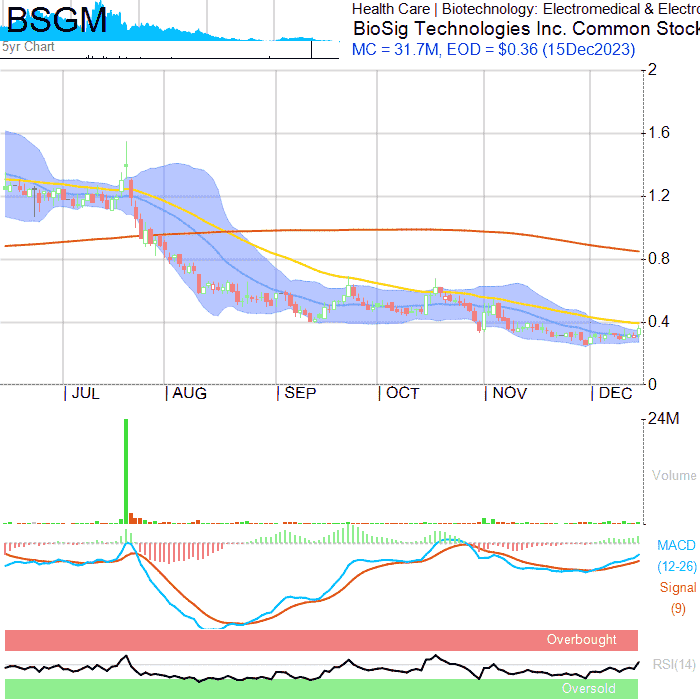 BSGM
5yr Chart
Health Care | Biotechnology: Electromedical & Electro
BioSig Technologies Inc. Common Stock
MC = 31.7M, EOD = $0.36 (15Dec2023)
2
1.6
1.2
0.8
0.4
0
JUL AUG SEP OCT NOV DEC
24M
Volume
MACD
(12-26)
Signal
(9)
Overbought
RSI(14)
Oversold